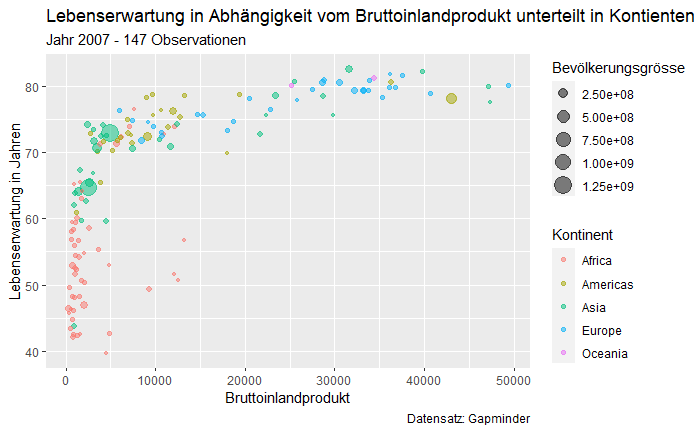 Lebenserwartung in Abhängigkeit vom Bruttoinlandprodukt unterteilt in Kontienten
Jahr 2007 - 147 Observationen
Lebenserwartung in Jahren
80
70
60
50
40
0 10000 20000 30000 40000 50000
Bruttoinlandprodukt
Bevölkerungsgrösse
2.50e+08
5.00e+08
7.50e+08
1.00e+09
1.25e+09
Kontinent
Africa
Americas
Asia
Europe
Oceania
Datensatz: Gapminder